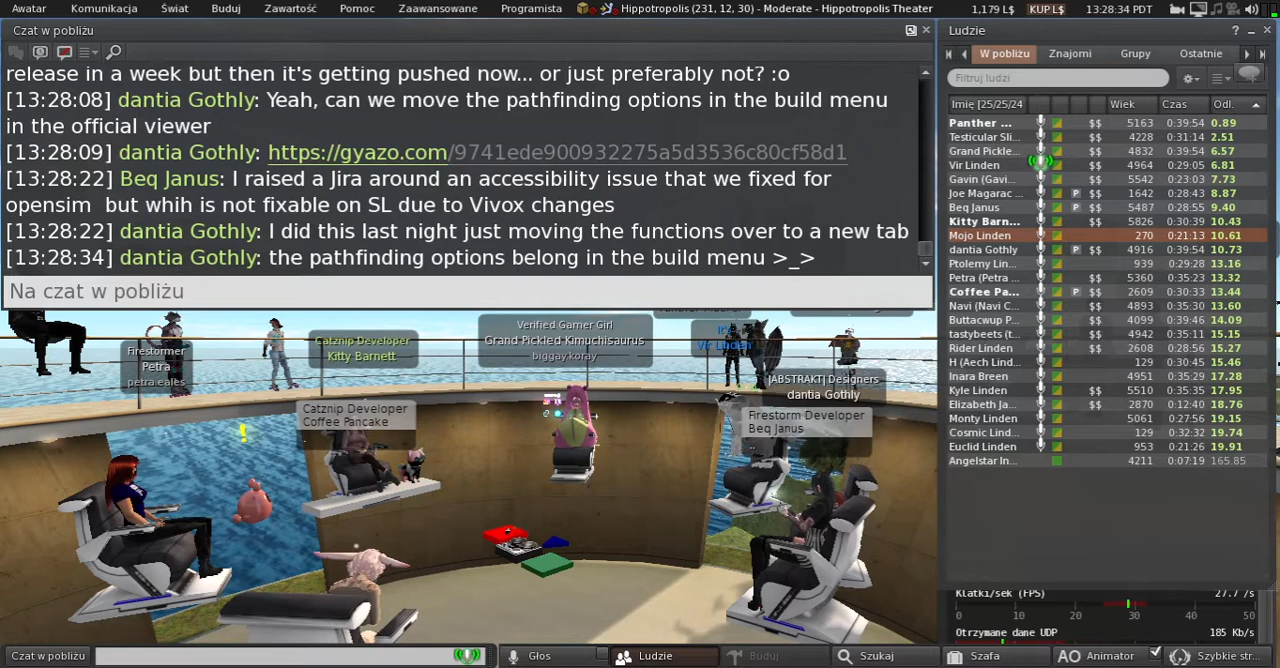 Awatar Komunikacja Świat Buduj Zawartość Pomoc Zaawansowane Programista Hippotropolis (231, 12, 30) - Moderate - Hippotropolis Theater 1,179 L$ KUP L$ 13:28:34 PDT
Czat w pobliżu
release in a week but then it's getting pushed now... or just preferably not? :o
[13:28:08] dantia Gothly: Yeah, can we move the pathfinding options in the build menu
in the official viewer
[13:28:09] dantia Gothly: https://gyazo.com/9741ede900932275a5d3536c80cf58d1
[13:28:22] Beq Janus: I raised a Jira around an accessibility issue that we fixed for
opensim but whih is not fixable on SL due to Vivox changes
[13:28:22] dantia Gothly: I did this last night just moving the functions over to a new tab
[13:28:34] dantia Gothly: the pathfinding options belong in the build menu >_>
Na czat w pobliżu
Firestormer
Petra
petra.eales
Catznip Developer
Kitty Barnett
Verified Gamer Girl
Grand Pickled Kimuchisaurus
biggay.koray
It's
Vir Linden
|ABSTRAKT| Designers
dantia Gothly
Catznip Developer
Coffee Pancake
Firestorm Developer
Beq Janus
Ludzie
W pobliżu Znajomi Grupy Ostatnie
Filtruj ludzi
Imię [25/25/24 Wiek Czas Odl.
Panther ... $$ 5163 0:39:54 0.89
Testicular Sli... $$ 4228 0:31:14 2.51
Grand Pickle... $$ 4832 0:39:54 6.57
Vir Linden $$ 4964 0:29:05 6.81
Gavin (Gavi... $$ 5542 0:23:03 7.73
Joe Magarac ... P $$ 1642 0:28:43 8.87
Beq Janus P $$ 5487 0:28:55 9.40
Kitty Barn... $$ 5826 0:30:39 10.43
Mojo Linden 270 0:21:13 10.61
dantia Gothly P $$ 4916 0:39:54 10.73
Ptolemy Lin... 939 0:29:28 13.16
Petra (Petra ... $$ 5360 0:35:23 13.32
Coffee Pa... P $$ 2609 0:30:33 13.44
Navi (Navi C... $$ 4893 0:35:30 13.60
Buttacwup P... $$ 4099 0:39:46 14.09
tastybeets (t... $$ 4942 0:35:11 15.15
Rider Linden $$ 2608 0:28:56 15.27
H (Aech Lind... 129 0:30:45 15.46
Inara Breen 4951 0:35:29 17.28
Kyle Linden $$ 5510 0:35:35 17.95
Elizabeth Ja... $$ 2870 0:12:40 18.76
Monty Linden 5061 0:27:56 19.15
Cosmic Lind... 129 0:32:32 19.74
Euclid Linden 953 0:21:26 19.91
Angelstar In... 4211 0:07:19 165.85
Klatki/sek (FPS) 27.7 /s
0 10 20 30 40 50
Otrzymane dane UDP 185 Kb/s
Czat w pobliżu Głos Ludzie Buduj Szukaj Szafa AO Animator Szybkie str...